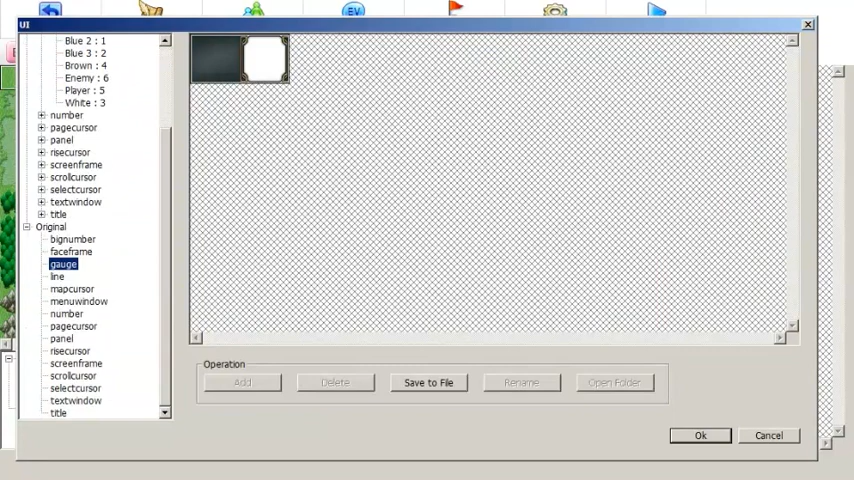 EV
UI
Blue 2 : 1
Blue 3 : 2
Brown : 4
Enemy : 6
Player : 5
White : 3
number
pagecursor
panel
risecursor
screenframe
scrollcursor
selectcursor
textwindow
title
Original
bignumber
faceframe
gauge
line
mapcursor
menuwindow
number
pagecursor
panel
risecursor
screenframe
scrollcursor
selectcursor
textwindow
title
Operation
Add
Delete
Save to File
Rename
Open Folder
Ok
Cancel